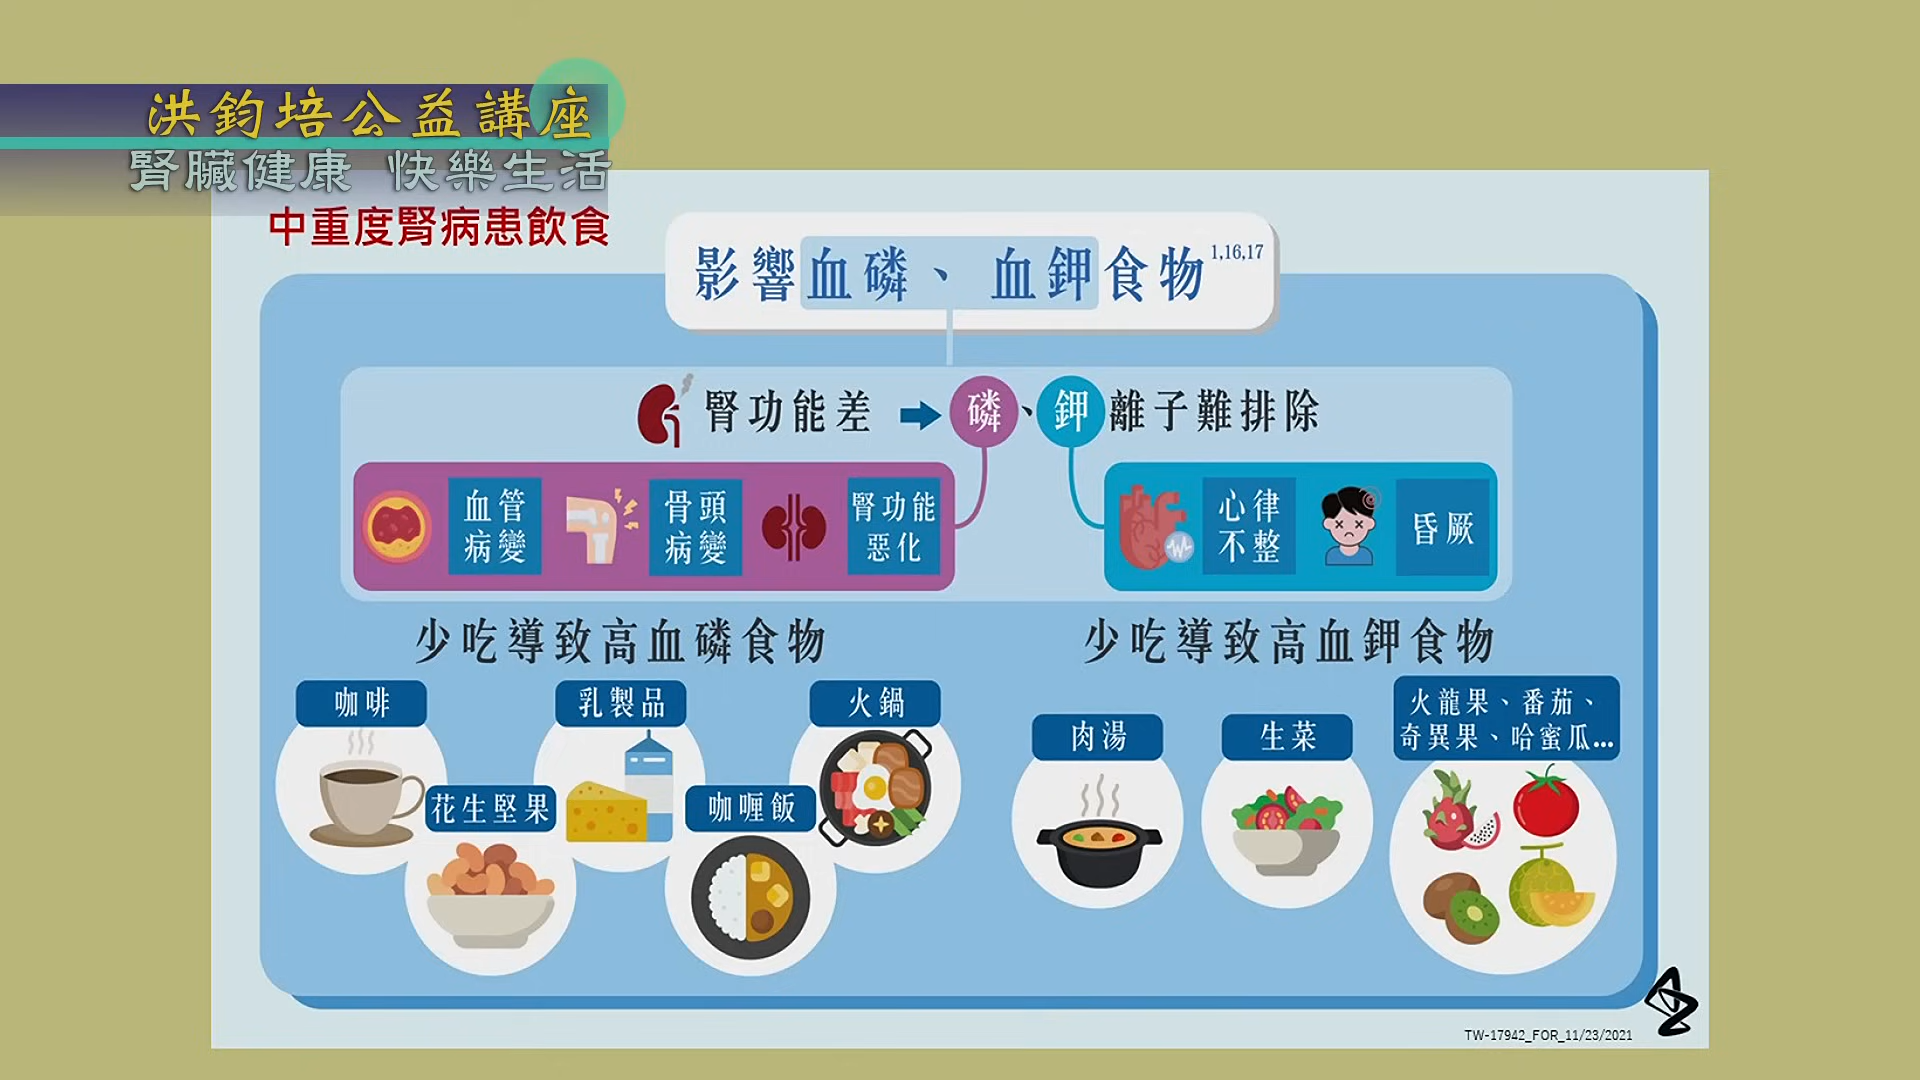 洪鈞培公益講座
腎臟健康 快樂生活
中重度腎病患飲食
影響血磷、血鉀食物1,16,17
腎功能差
磷、鉀離子難排除
血管
病變
骨頭
病變
腎功能
惡化
心律
不整
昏厥
少吃導致高血磷食物
咖啡
乳製品
火鍋
花生堅果
咖喱飯
少吃導致高血鉀食物
肉湯
生菜
火龍果、番茄、
奇異果、哈蜜瓜...
TW-17942_FOR_11/23/2021